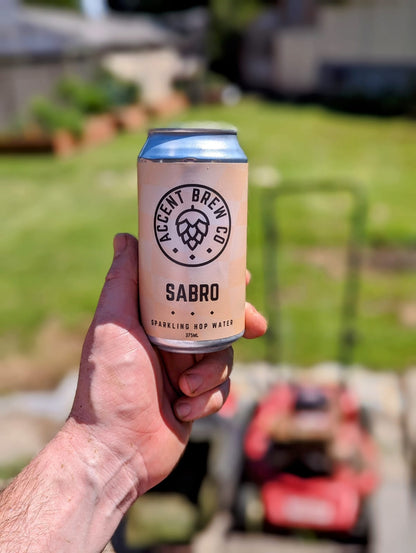 ACCENT BREW CO
SABRO
SPARKLING HOP WATER
375ML